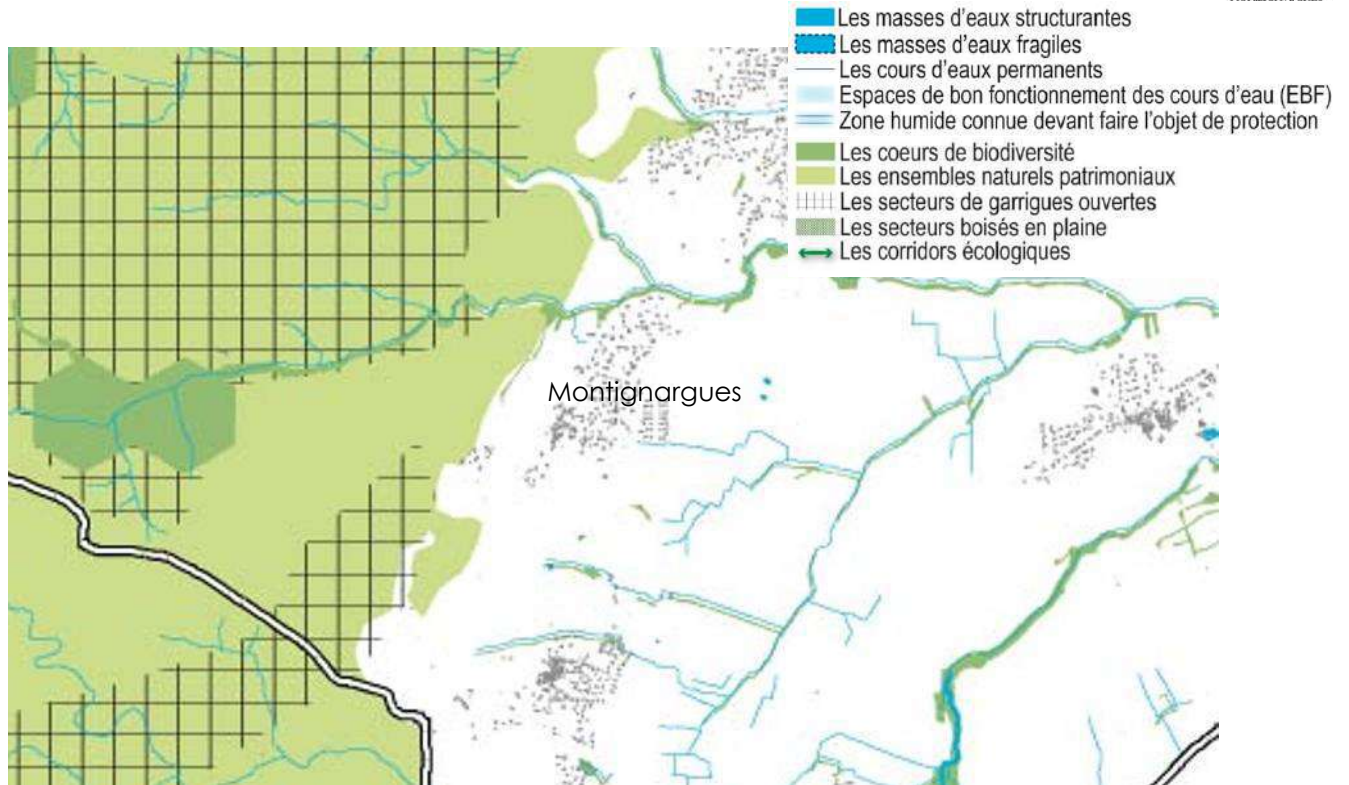 Les masses d'eaux structurantes
Les masses d'eaux fragiles
Les cours d'eaux permanents
Espaces de bon fonctionnement des cours d'eau (EBF)
Zone humide connue devant faire l'objet de protection
Les coeurs de biodiversité
Les ensembles naturels patrimoniaux
Les secteurs de garrigues ouvertes
Les secteurs boisés en plaine
Les corridors écologiques
Montignargues